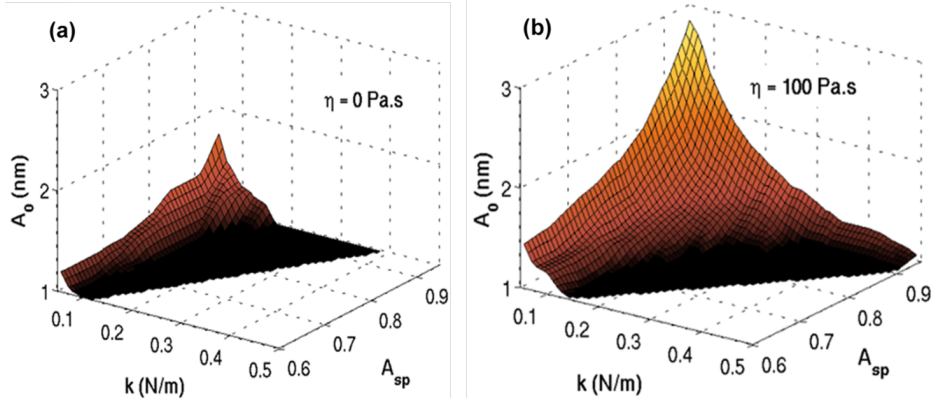 (a)
η = 0 Pa.s
3
2
1
A₀ (nm)
0.1
0.2
0.3
0.4
0.5
k (N/m)
0.6
0.7
0.8
0.9
Aₛₚ
(b)
η = 100 Pa.s
3
2
1
A₀ (nm)
0.1
0.2
0.3
0.4
0.5
k (N/m)
0.6
0.7
0.8
0.9
Aₛₚ